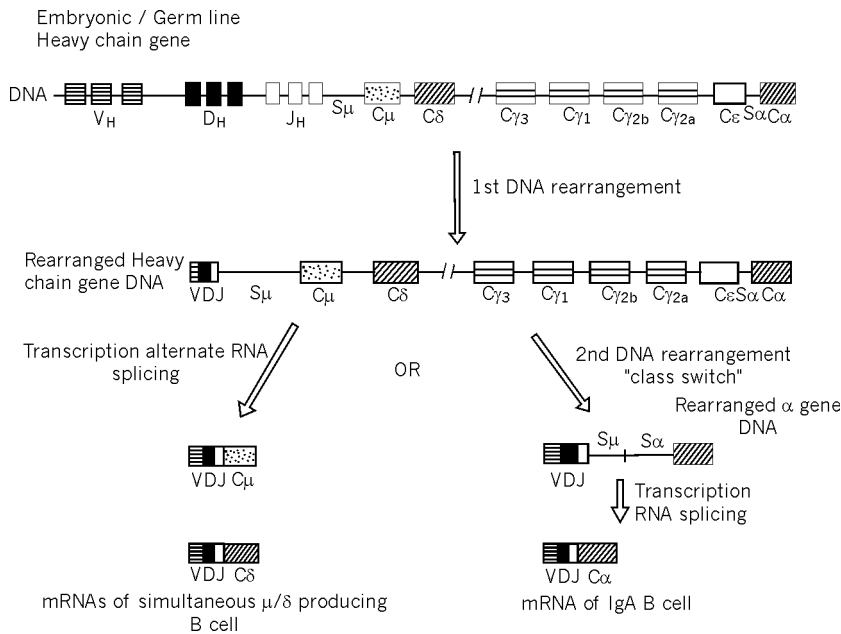 Embryonic / Germ line
Heavy chain gene
DNA
V_H D_H J_H Sμ Cμ Cδ Cγ3 Cγ1 Cγ2b Cγ2a Cε Sα Cα
1st DNA rearrangement
Rearranged Heavy
chain gene DNA
VDJ Sμ Cμ Cδ Cγ3 Cγ1 Cγ2b Cγ2a Cε Sα Cα
Transcription alternate RNA
splicing
OR
2nd DNA rearrangement
"class switch"
Rearranged α gene
DNA
Sμ Sα
VDJ Cμ
VDJ
Transcription
RNA splicing
VDJ Cδ
VDJ Cα
mRNAs of simultaneous μ/δ producing
B cell
mRNA of IgA B cell